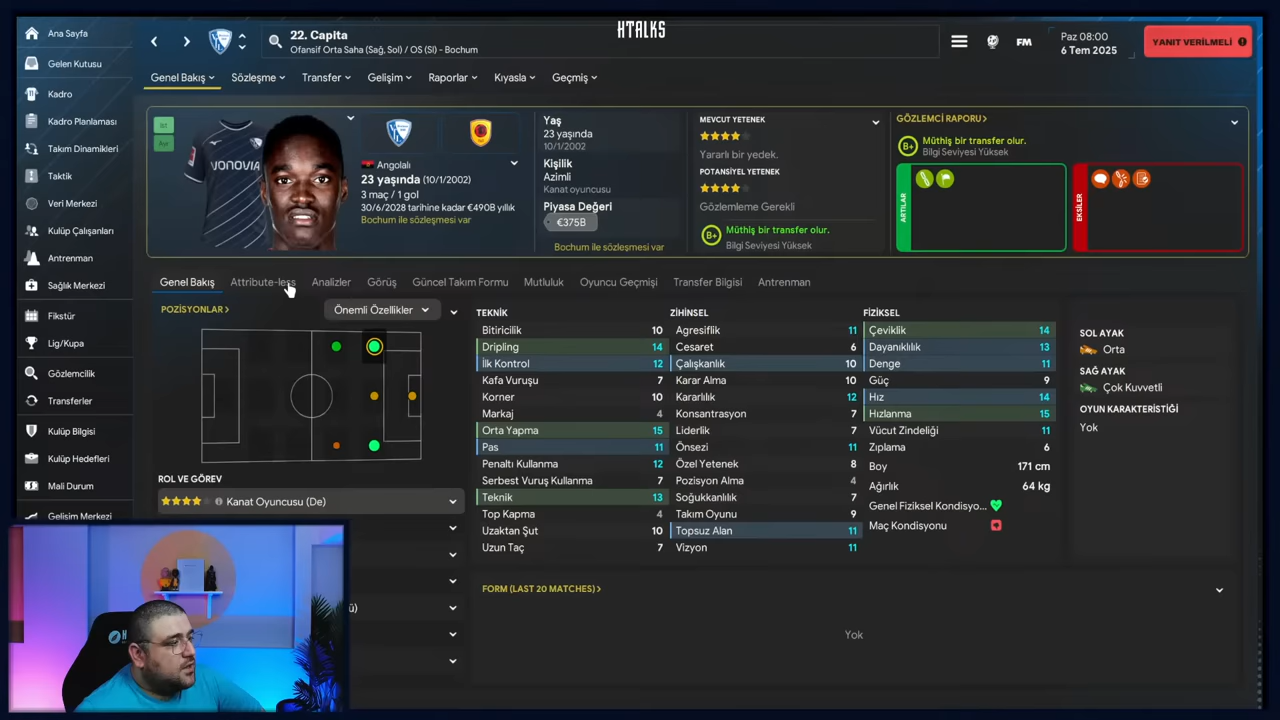 HTALKS
Ana Sayfa
Gelen Kutusu
Kadro
Kadro Planlaması
Takım Dinamikleri
Taktik
Veri Merkezi
Kulüp Çalışanları
Antrenman
Sağlık Merkezi
Fikstür
Lig/Kupa
Gözlemcilik
Transferler
Kulüp Bilgisi
Kulüp Hedefleri
Mali Durum
Gelişim Merkezi
22. Capita
Ofansif Orta Saha (Sağ, Sol) / OS (SI) - Bochum
FM
Paz 08:00
6 Tem 2025
YANIT VERİLMELİ
Genel Bakış
Sözleşme
Transfer
Gelişim
Raporlar
Kıyasla
Geçmiş
VONOVIA
Angolalı
23 yaşında (10/1/2002)
3 maç / 1 gol
30/6/2028 tarihine kadar €490B yıllık
Bochum ile sözleşmesi var
Yaş
23 yaşında
10/1/2002
Kişilik
Azimli
Kanat oyuncusu
Piyasa Değeri
€375B
Bochum ile sözleşmesi var
MEVCUT YETENEK
Yararlı bir yedek.
POTANSİYEL YETENEK
Gözlemleme Gerekli
B+
Müthiş bir transfer olur.
Bilgi Seviyesi Yüksek
GÖZLEMCİ RAPORU
B+
Müthiş bir transfer olur.
Bilgi Seviyesi Yüksek
ARTILAR
EKSİLER
Genel Bakış
Attribute-less
Analizler
Görüş
Güncel Takım Formu
Mutluluk
Oyuncu Geçmişi
Transfer Bilgisi
Antrenman
POZİSYONLAR
Önemli Özellikler
ROL VE GÖREV
Kanat Oyuncusu (De)
TEKNİK
Bitiricilik 10
Dripling 14
İlk Kontrol 12
Kafa Vuruşu 7
Korner 10
Markaj 4
Orta Yapma 15
Pas 11
Penaltı Kullanma 12
Serbest Vuruş Kullanma 7
Teknik 13
Top Kapma 4
Uzaktan Şut 10
Uzun Taç 7
ZİHİNSEL
Agresiflik 11
Cesaret 6
Çalışkanlık 10
Karar Alma 10
Kararlılık 12
Konsantrasyon 7
Liderlik 7
Önsezi 11
Özel Yetenek 8
Pozisyon Alma 4
Soğukkanlılık 7
Takım Oyunu 9
Topsuz Alan 11
Vizyon 11
FİZİKSEL
Çeviklik 14
Dayanıklılık 13
Denge 11
Güç 9
Hız 14
Hızlanma 15
Vücut Zindeliği 11
Zıplama 6
Boy 171 cm
Ağırlık 64 kg
Genel Fiziksel Kondisyo...
Maç Kondisyonu
SOL AYAK
Orta
SAĞ AYAK
Çok Kuvvetli
OYUN KARAKTERİSTİĞİ
Yok
FORM (LAST 20 MATCHES)
Yok